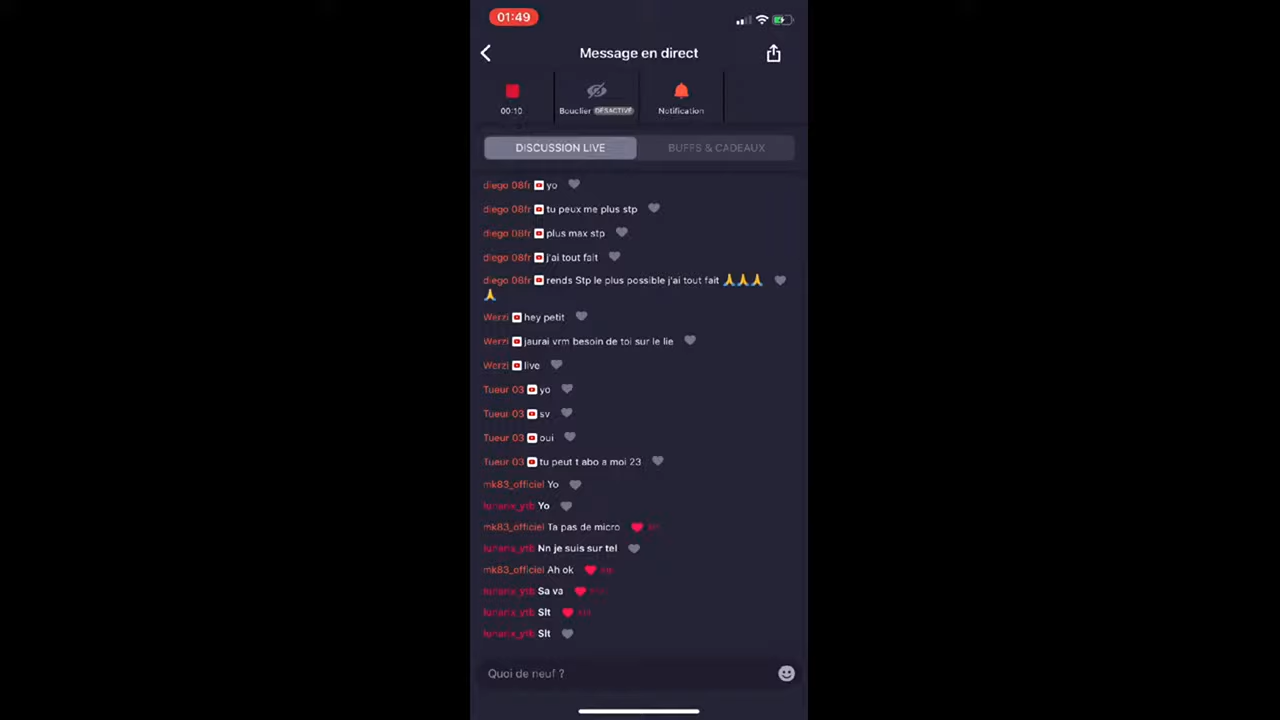 01:49
Message en direct
00:10
Bouclier DÉSACTIVÉ
Notification
DISCUSSION LIVE
BUFFS & CADEAUX
diego 08fr yo
diego 08fr tu peux me plus stp
diego 08fr plus max stp
diego 08fr j'ai tout fait
diego 08fr rends Stp le plus possible j'ai tout fait 🙏🙏🙏
🙏
Werzi hey petit
Werzi jaurai vrm besoin de toi sur le lie
Werzi live
Tueur 03 yo
Tueur 03 sv
Tueur 03 oui
Tueur 03 tu peut t abo a moi 23
mk83_officiel Yo
Yo
mk83_officiel Ta pas de micro
Nn je suis sur tel
mk83_officiel Ah ok
Sa va
Slt
Slt
Quoi de neuf ?